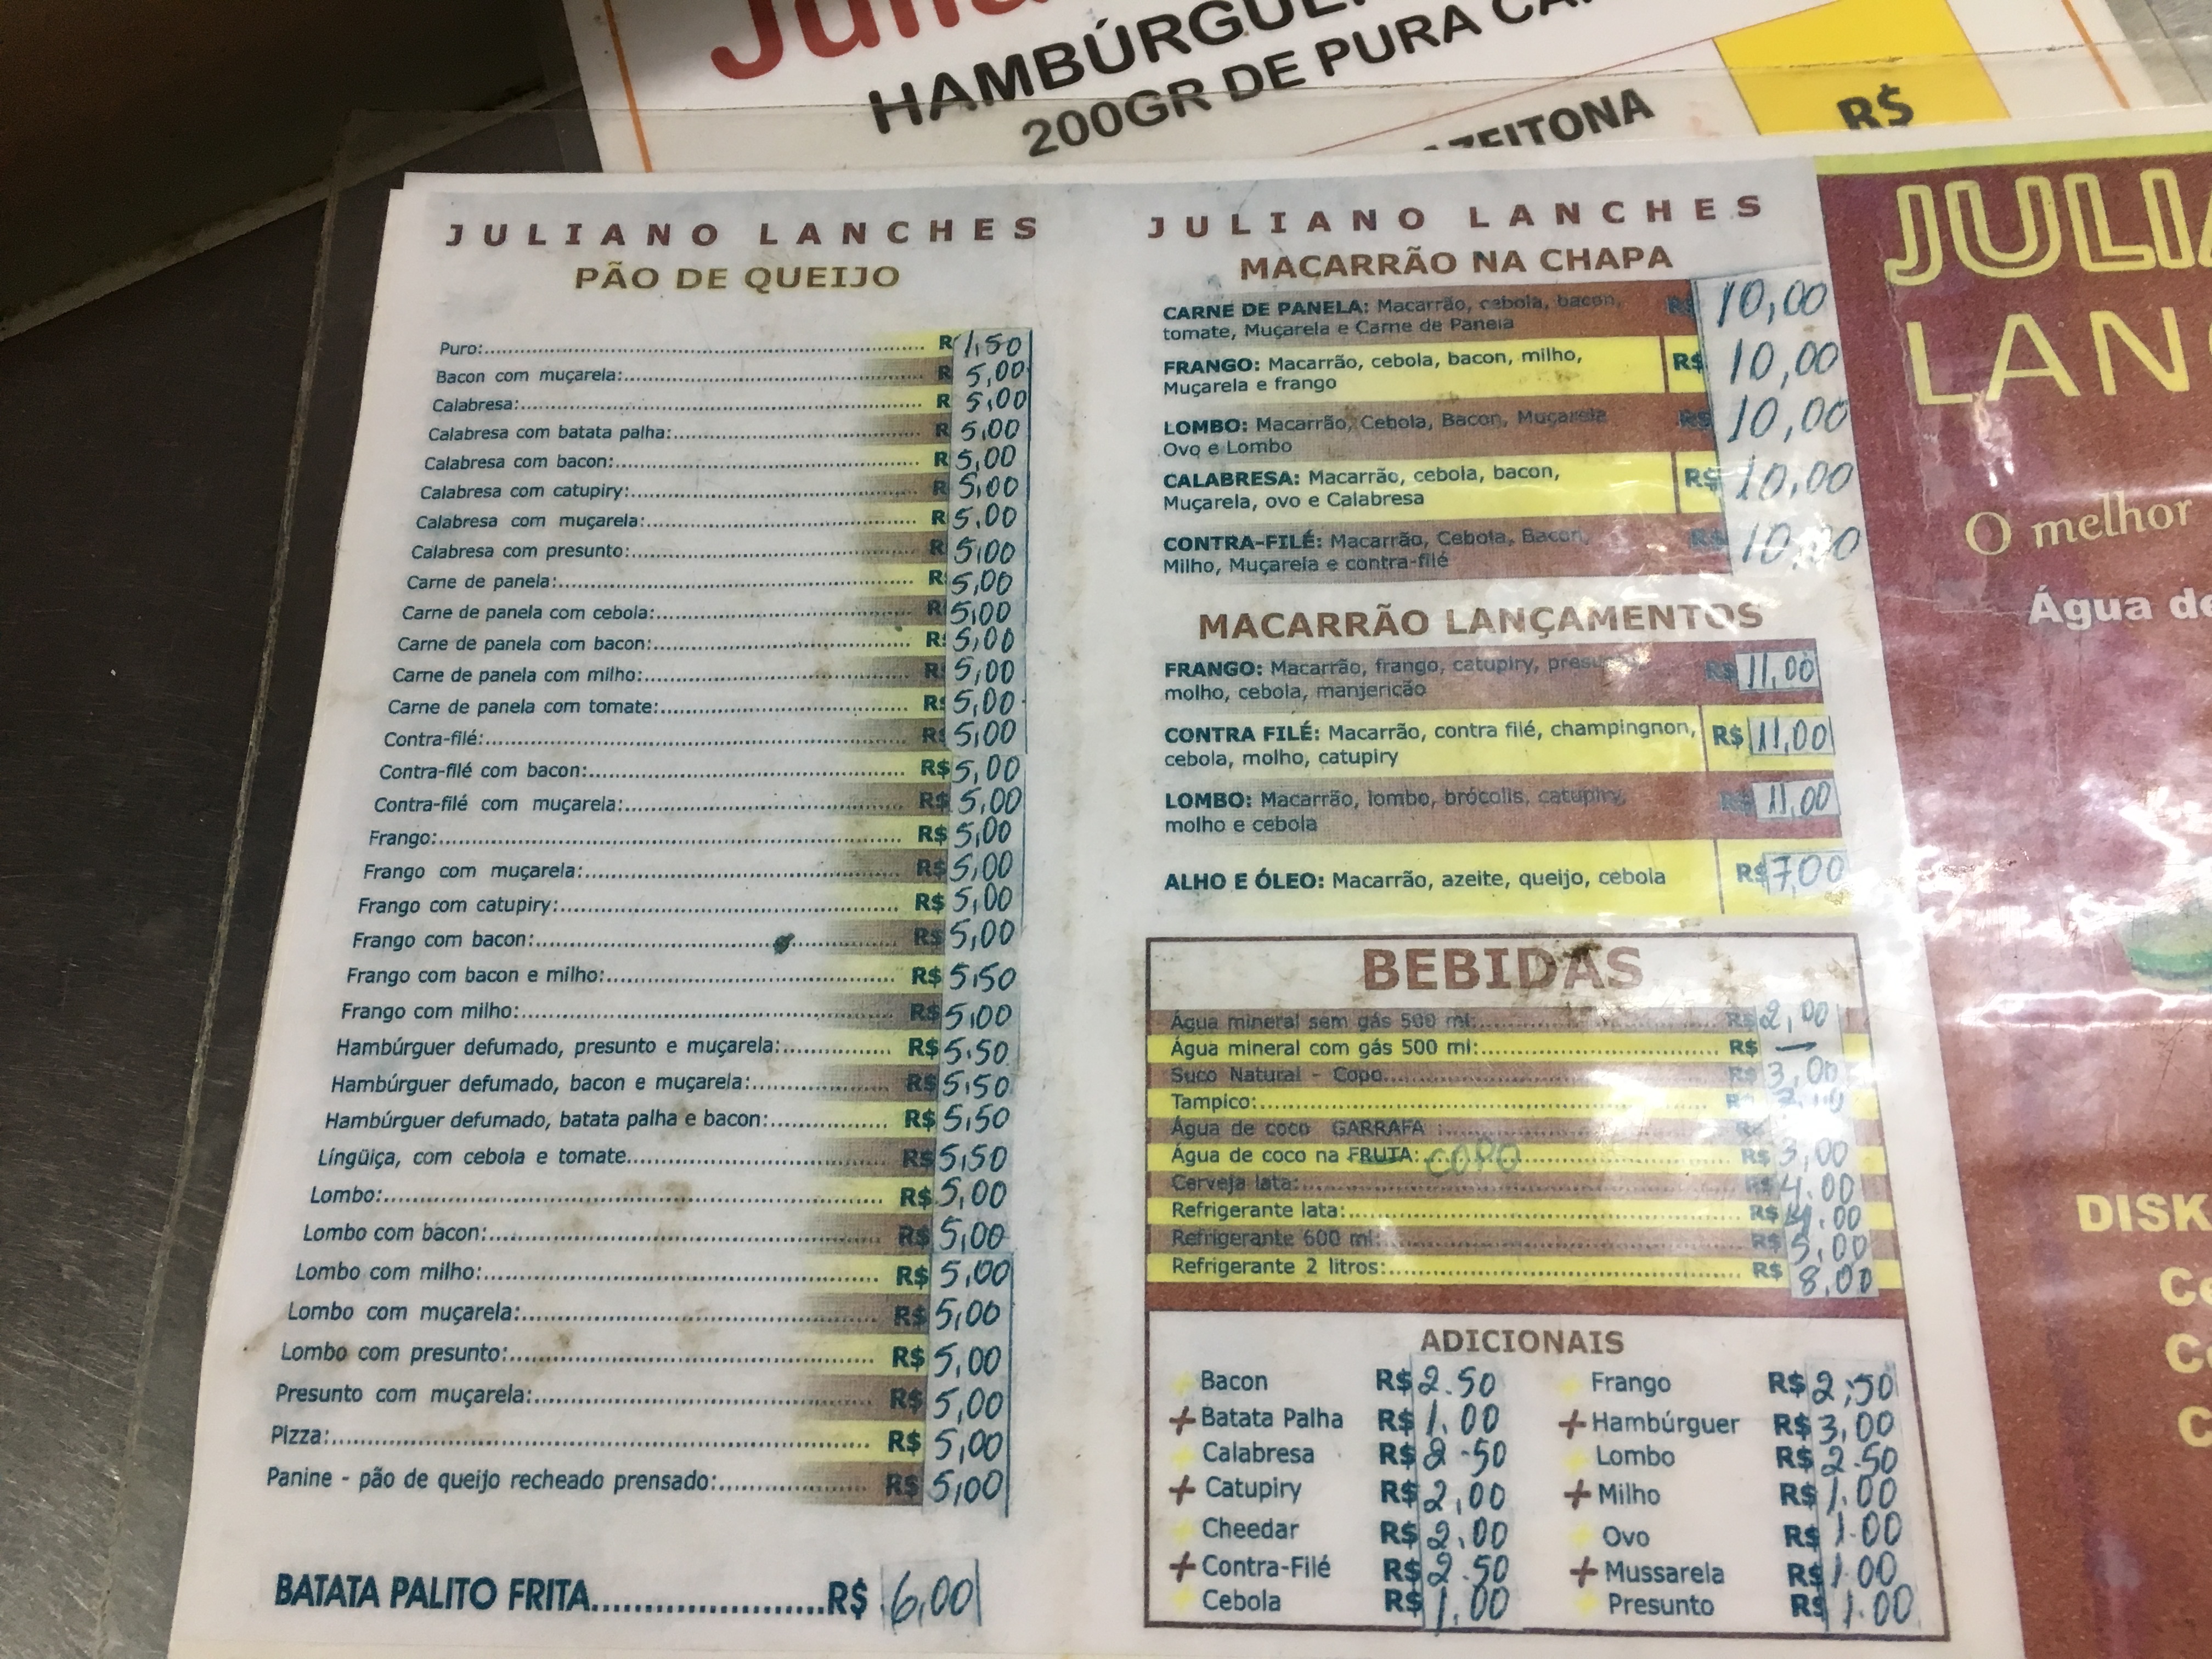 JULIANO LANCHES
PÃO DE QUEIJO
Puro: R 1,50
Bacon com muçarela: R 5,00
Calabresa: R 5,00
Calabresa com batata palha: R 5,00
Calabresa com bacon: R 5,00
Calabresa com catupiry: R 5,00
Calabresa com muçarela: R 5,00
Calabresa com presunto: R 5,00
Carne de panela: R 5,00
Carne de panela com cebola: R 5,00
Carne de panela com bacon: R 5,00
Carne de panela com milho: R 5,00
Carne de panela com tomate: R$ 5,00
Contra-filé: R$ 5,00
Contra-filé com bacon: R$ 5,00
Contra-filé com muçarela: R$ 5,00
Frango: R$ 5,00
Frango com muçarela: R$ 5,00
Frango com catupiry: R$ 5,00
Frango com bacon: R$ 5,00
Frango com bacon e milho: R$ 5,50
Frango com milho: R$ 5,00
Hambúrguer defumado, presunto e muçarela: R$ 5,50
Hambúrguer defumado, bacon e muçarela: R$ 5,50
Hambúrguer defumado, batata palha e bacon: R$ 5,50
Língüiça, com cebola e tomate R$ 5,50
Lombo: R$ 5,00
Lombo com bacon: R$ 5,00
Lombo com milho: R$ 5,00
Lombo com muçarela: R$ 5,00
Lombo com presunto: R$ 5,00
Presunto com muçarela: R$ 5,00
Pizza: R$ 5,00
Panine - pão de queijo recheado prensado: R$ 5,00
BATATA PALITO FRITA R$ 6,00
JULIANO LANCHES
MACARRÃO NA CHAPA
CARNE DE PANELA: Macarrão, cebola, bacon,
tomate, Muçarela e Carne de Panela R$ 10,00
FRANGO: Macarrão, cebola, bacon, milho,
Muçarela e frango R$ 10,00
LOMBO: Macarrão, Cebola, Bacon, Muçarela
Ovo e Lombo R$ 10,00
CALABRESA: Macarrão, cebola, bacon,
Muçarela, ovo e Calabresa R$ 10,00
CONTRA-FILÉ: Macarrão, Cebola, Bacon,
Milho, Muçarela e contra-filé R$ 10,00
MACARRÃO LANÇAMENTOS
FRANGO: Macarrão, frango, catupiry,
molho, cebola, manjericão R$ 11,00
CONTRA FILÉ: Macarrão, contra filé, champingnon,
cebola, molho, catupiry R$ 11,00
LOMBO: Macarrão, lombo, brócolis, catupiry,
molho e cebola R$ 11,00
ALHO E ÓLEO: Macarrão, azeite, queijo, cebola R$ 7,00
BEBIDAS
Água mineral sem gás 500 ml: R$ 2,00
Água mineral com gás 500 ml: R$
Suco Natural - Copo R$ 3,00
Tampico:
Água de coco GARRAFA:
Água de coco na FRUTA: COPO R$ 3,00
Cerveja lata: R$ 4,00
Refrigerante lata: R$ 4,00
Refrigerante 600 ml: R$ 5,00
Refrigerante 2 litros: R$ 8,00
ADICIONAIS
+ Bacon R$ 2.50 + Frango R$ 2,50
+ Batata Palha R$ 1,00 + Hambúrguer R$ 3,00
+ Calabresa R$ 2.50 + Lombo R$ 2.50
+ Catupiry R$ 2,00 + Milho R$ 1.00
+ Cheedar R$ 2,00 + Ovo R$ 1.00
+ Contra-Filé R$ 2.50 + Mussarela R$ 1.00
+ Cebola R$ 1,00 + Presunto R$ 1.00
HAMBÚRGUER
200GR DE PURA
R$
O melhor
Água de
DISK